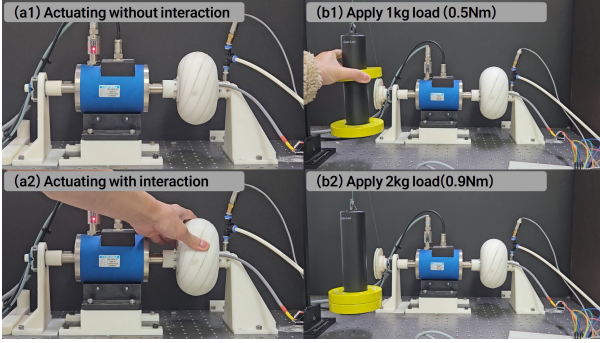 (a1) Actuating without interaction
(b1) Apply 1kg load (0.5Nm)
(a2) Actuating with interaction
(b2) Apply 2kg load(0.9Nm)